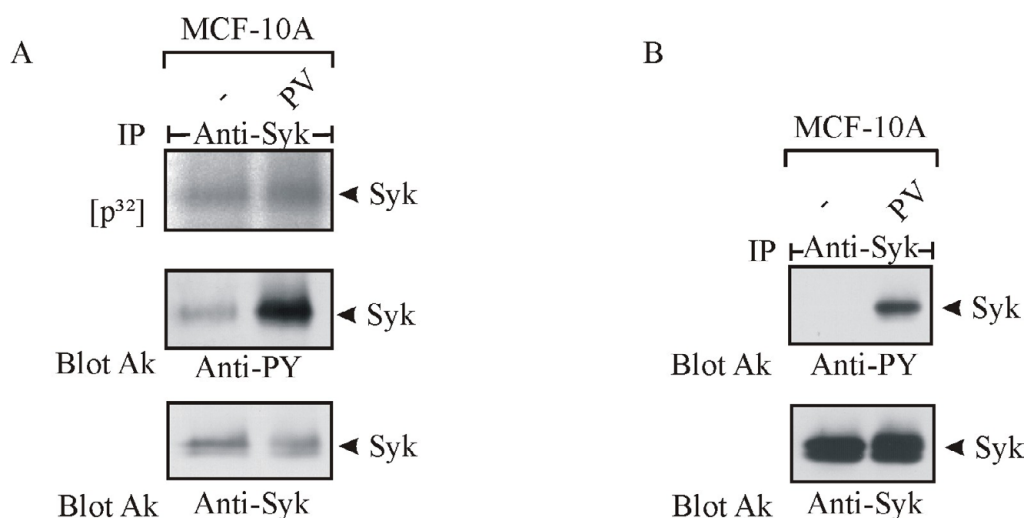 A
MCF-10A
- PV
IP Anti-Syk
[p³²] Syk
Syk
Blot Ak Anti-PY
Syk
Blot Ak Anti-Syk
B
MCF-10A
- PV
IP Anti-Syk
Syk
Blot Ak Anti-PY
Syk
Blot Ak Anti-Syk